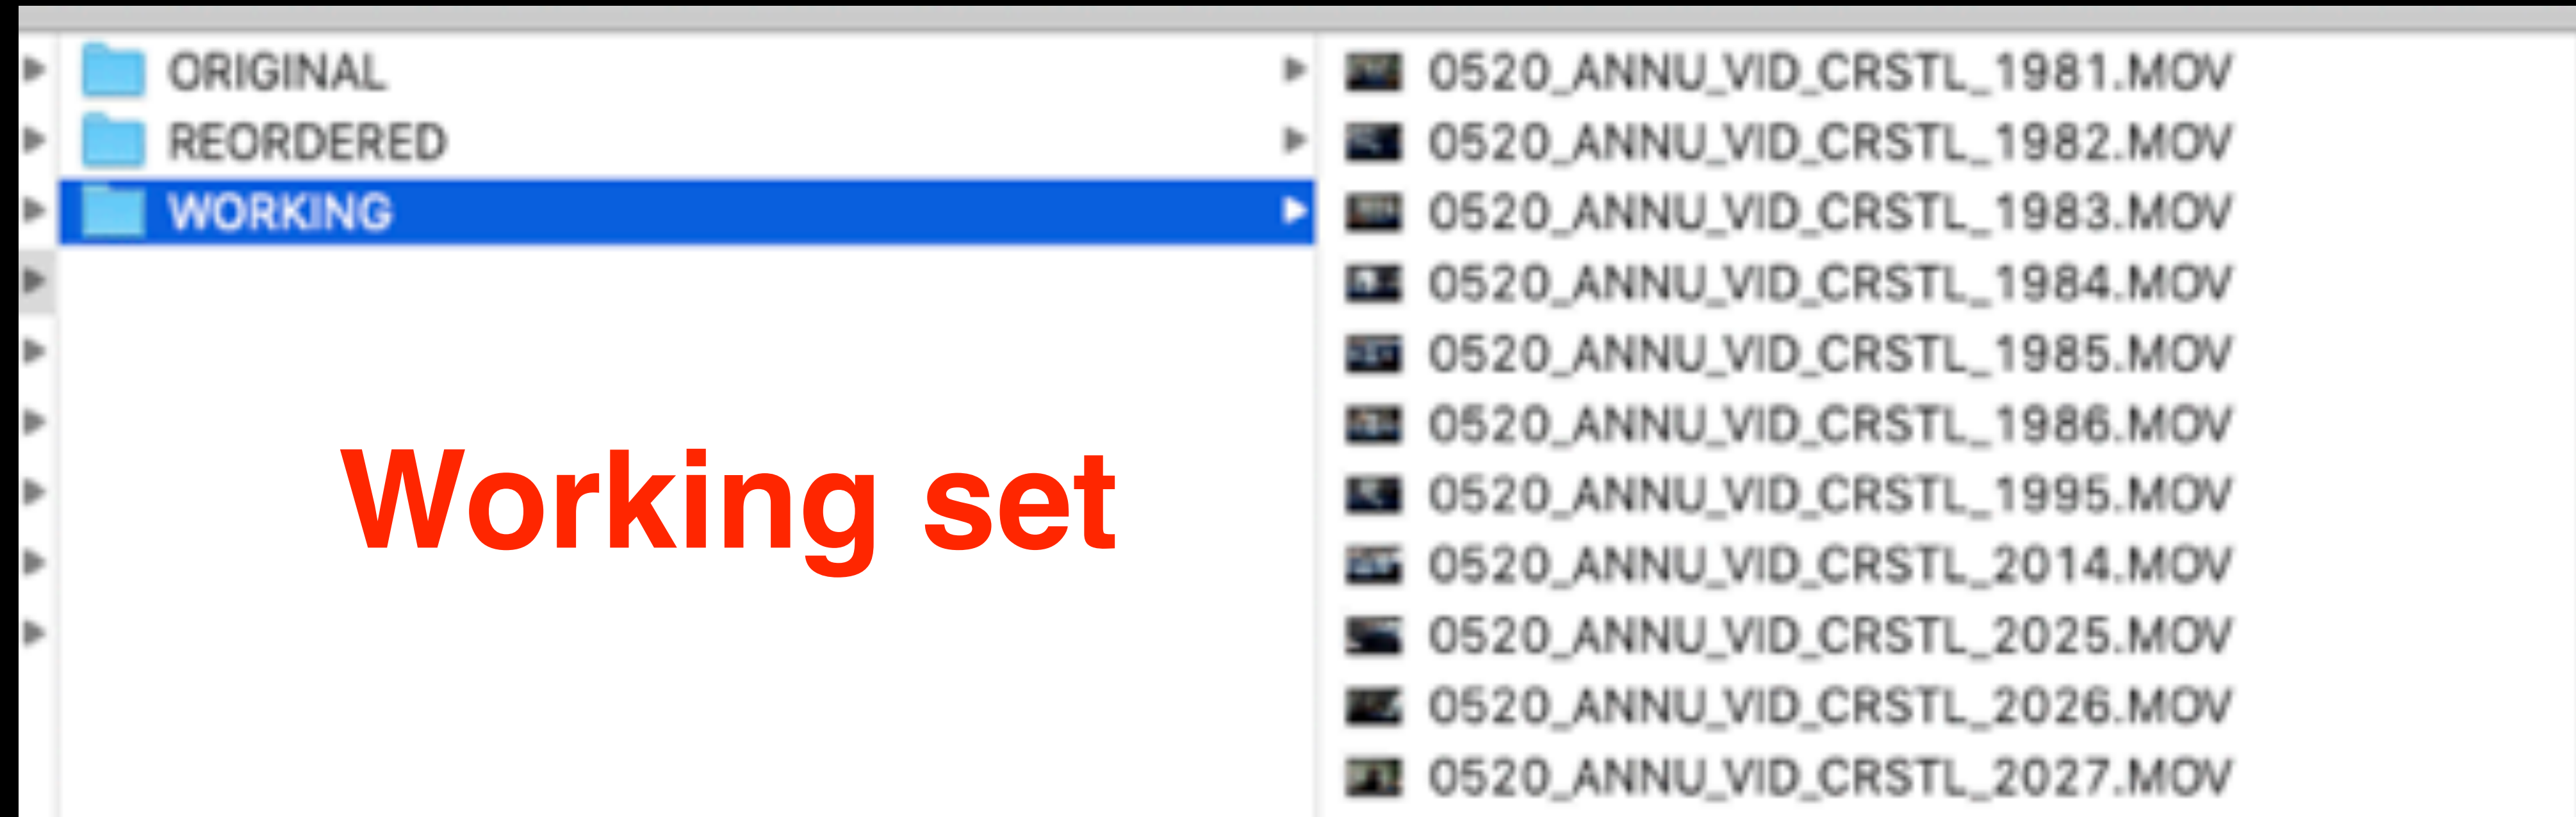 ORIGINAL
REORDERED
WORKING
Working set
0520_ANNU_VID_CRSTL_1981.MOV
0520_ANNU_VID_CRSTL_1982.MOV
0520_ANNU_VID_CRSTL_1983.MOV
0520_ANNU_VID_CRSTL_1984.MOV
0520_ANNU_VID_CRSTL_1985.MOV
0520_ANNU_VID_CRSTL_1986.MOV
0520_ANNU_VID_CRSTL_1995.MOV
0520_ANNU_VID_CRSTL_2014.MOV
0520_ANNU_VID_CRSTL_2025.MOV
0520_ANNU_VID_CRSTL_2026.MOV
0520_ANNU_VID_CRSTL_2027.MOV